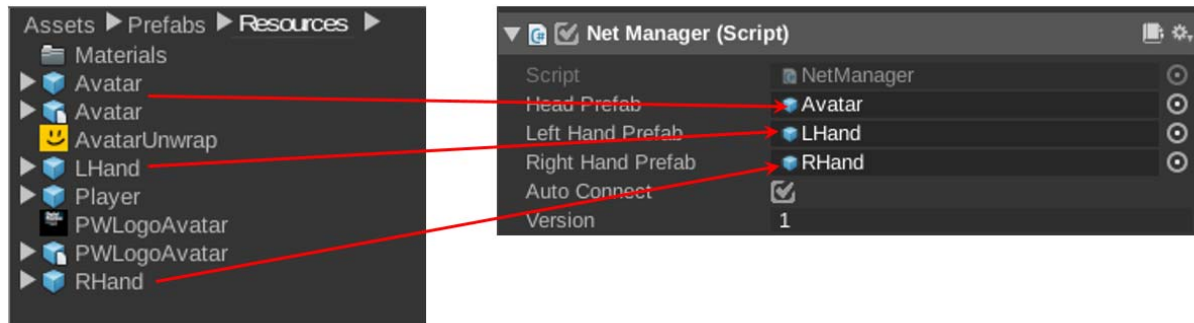 Assets ▶ Prefabs ▶ Resources ▶
Materials
Avatar
Avatar
AvatarUnwrap
LHand
Player
PWLogoAvatar
PWLogoAvatar
RHand
Net Manager (Script)
Script NetManager
Head Prefab Avatar
Left Hand Prefab LHand
Right Hand Prefab RHand
Auto Connect
Version 1